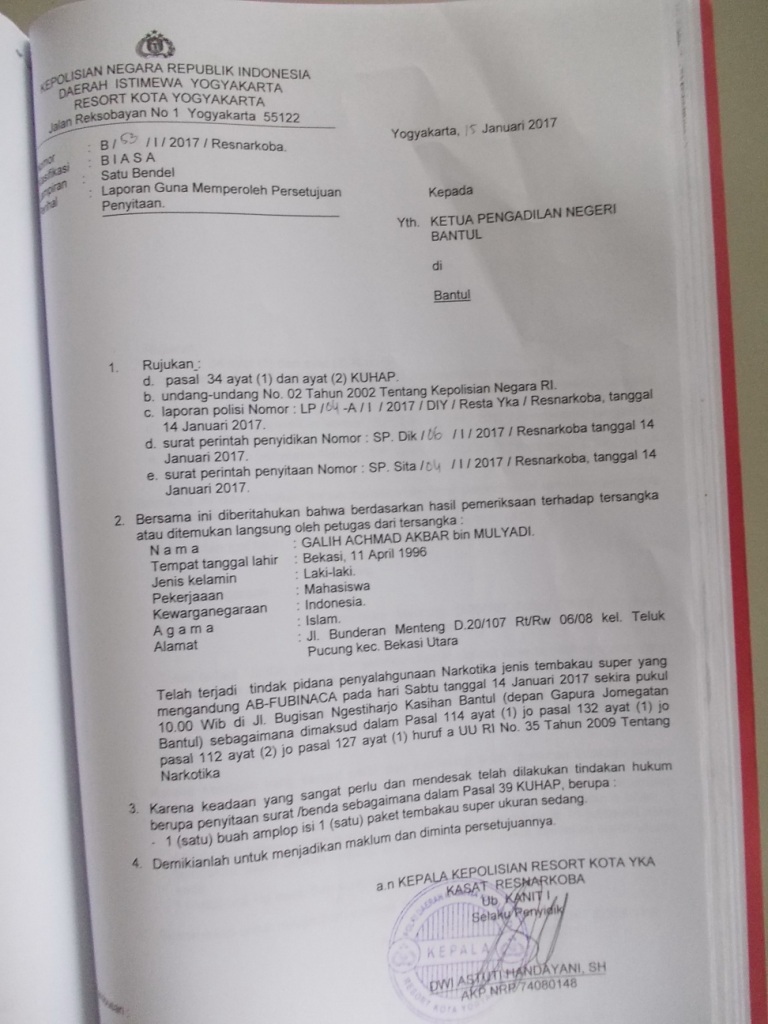 KEPOLISIAN NEGARA REPUBLIK INDONESIA
DAERAH ISTIMEWA YOGYAKARTA
RESORT KOTA YOGYAKARTA
Jalan Reksobayan No 1 Yogyakarta 55122
Yogyakarta, 15 Januari 2017
: B / 53 / I / 2017 / Resnarkoba.
: B I A S A
: Satu Bendel
: Laporan Guna Memperoleh Persetujuan
Penyitaan.
Kepada
Yth. KETUA PENGADILAN NEGERI
BANTUL
di
Bantul
1. Rujukan :
d. pasal 34 ayat (1) dan ayat (2) KUHAP.
b. undang-undang No. 02 Tahun 2002 Tentang Kepolisian Negara RI.
c. laporan polisi Nomor : LP / 04 -A / I / 2017 / DIY / Resta Yka / Resnarkoba, tanggal
14 Januari 2017.
d. surat perintah penyidikan Nomor : SP. Dik / 06 / I / 2017 / Resnarkoba tanggal 14
Januari 2017.
e. surat perintah penyitaan Nomor : SP. Sita / 04 / I / 2017 / Resnarkoba, tanggal 14
Januari 2017.
2. Bersama ini diberitahukan bahwa berdasarkan hasil pemeriksaan terhadap tersangka
atau ditemukan langsung oleh petugas dari tersangka :
N a m a : GALIH ACHMAD AKBAR bin MULYADI.
Tempat tanggal lahir : Bekasi, 11 April 1996
Jenis kelamin : Laki-laki.
Pekerjaaan : Mahasiswa
Kewarganegaraan : Indonesia.
A g a m a : Islam.
Alamat : Jl. Bunderan Menteng D.20/107 Rt/Rw 06/08 kel. Teluk
Pucung kec. Bekasi Utara
Telah terjadi tindak pidana penyalahgunaan Narkotika jenis tembakau super yang
mengandung AB-FUBINACA pada hari Sabtu tanggal 14 Januari 2017 sekira pukul
10.00 Wib di Jl. Bugisan Ngestiharjo Kasihan Bantul (depan Gapura Jomegatan
Bantul) sebagaimana dimaksud dalam Pasal 114 ayat (1) jo pasal 132 ayat (1) jo
pasal 112 ayat (2) jo pasal 127 ayat (1) huruf a UU RI No. 35 Tahun 2009 Tentang
Narkotika
3. Karena keadaan yang sangat perlu dan mendesak telah dilakukan tindakan hukum
berupa penyitaan surat /benda sebagaimana dalam Pasal 39 KUHAP, berupa :
- 1 (satu) buah amplop isi 1 (satu) paket tembakau super ukuran sedang.
4. Demikianlah untuk menjadikan maklum dan diminta persetujuannya.
a.n KEPALA KEPOLISIAN RESORT KOTA YKA
KASAT RESNARKOBA
Ub. KANIT I
Selaku Penyidik
KEPALA
DWI ASTUTI HANDAYANI, SH
AKP NRP 74080148